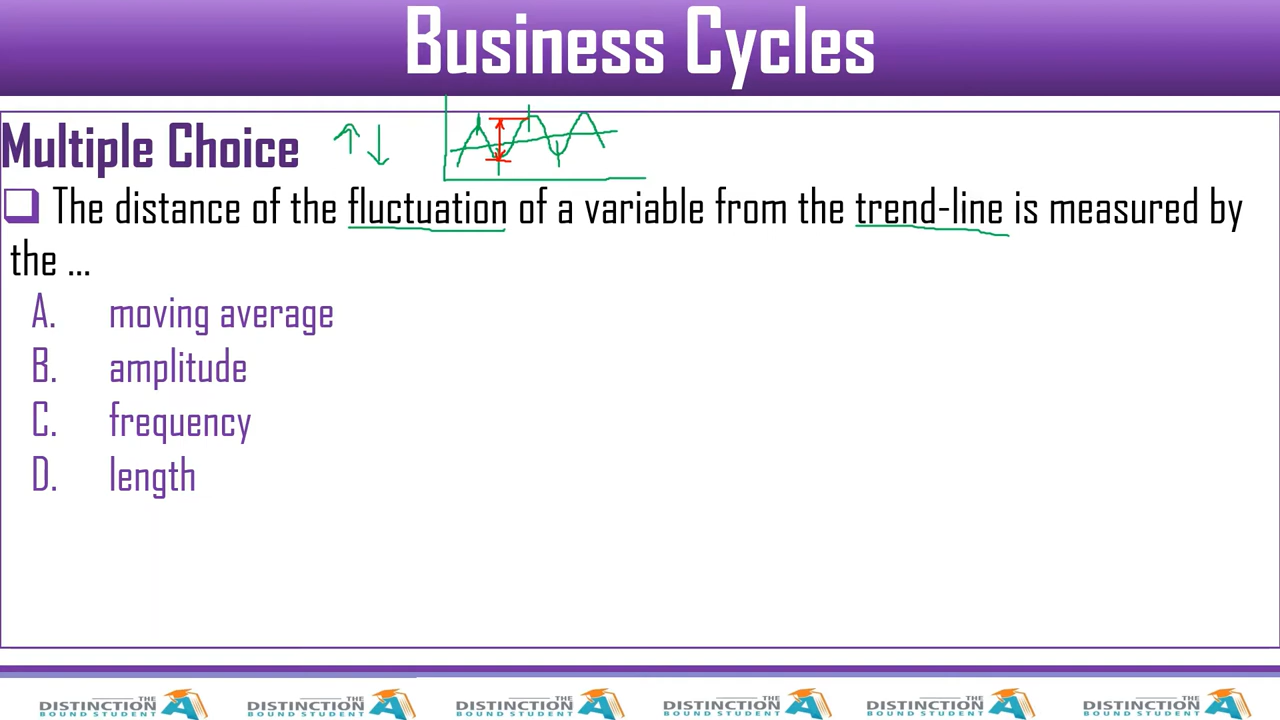 Business Cycles
Multiple Choice
The distance of the fluctuation of a variable from the trend-line is measured by
the ...
A. moving average
B. amplitude
C. frequency
D. length
THE DISTINCTION BOUND STUDENT A
THE DISTINCTION BOUND STUDENT A
THE DISTINCTION BOUND STUDENT A
THE DISTINCTION BOUND STUDENT A
THE DISTINCTION BOUND STUDENT A
THE DISTINCTION BOUND STUDENT A